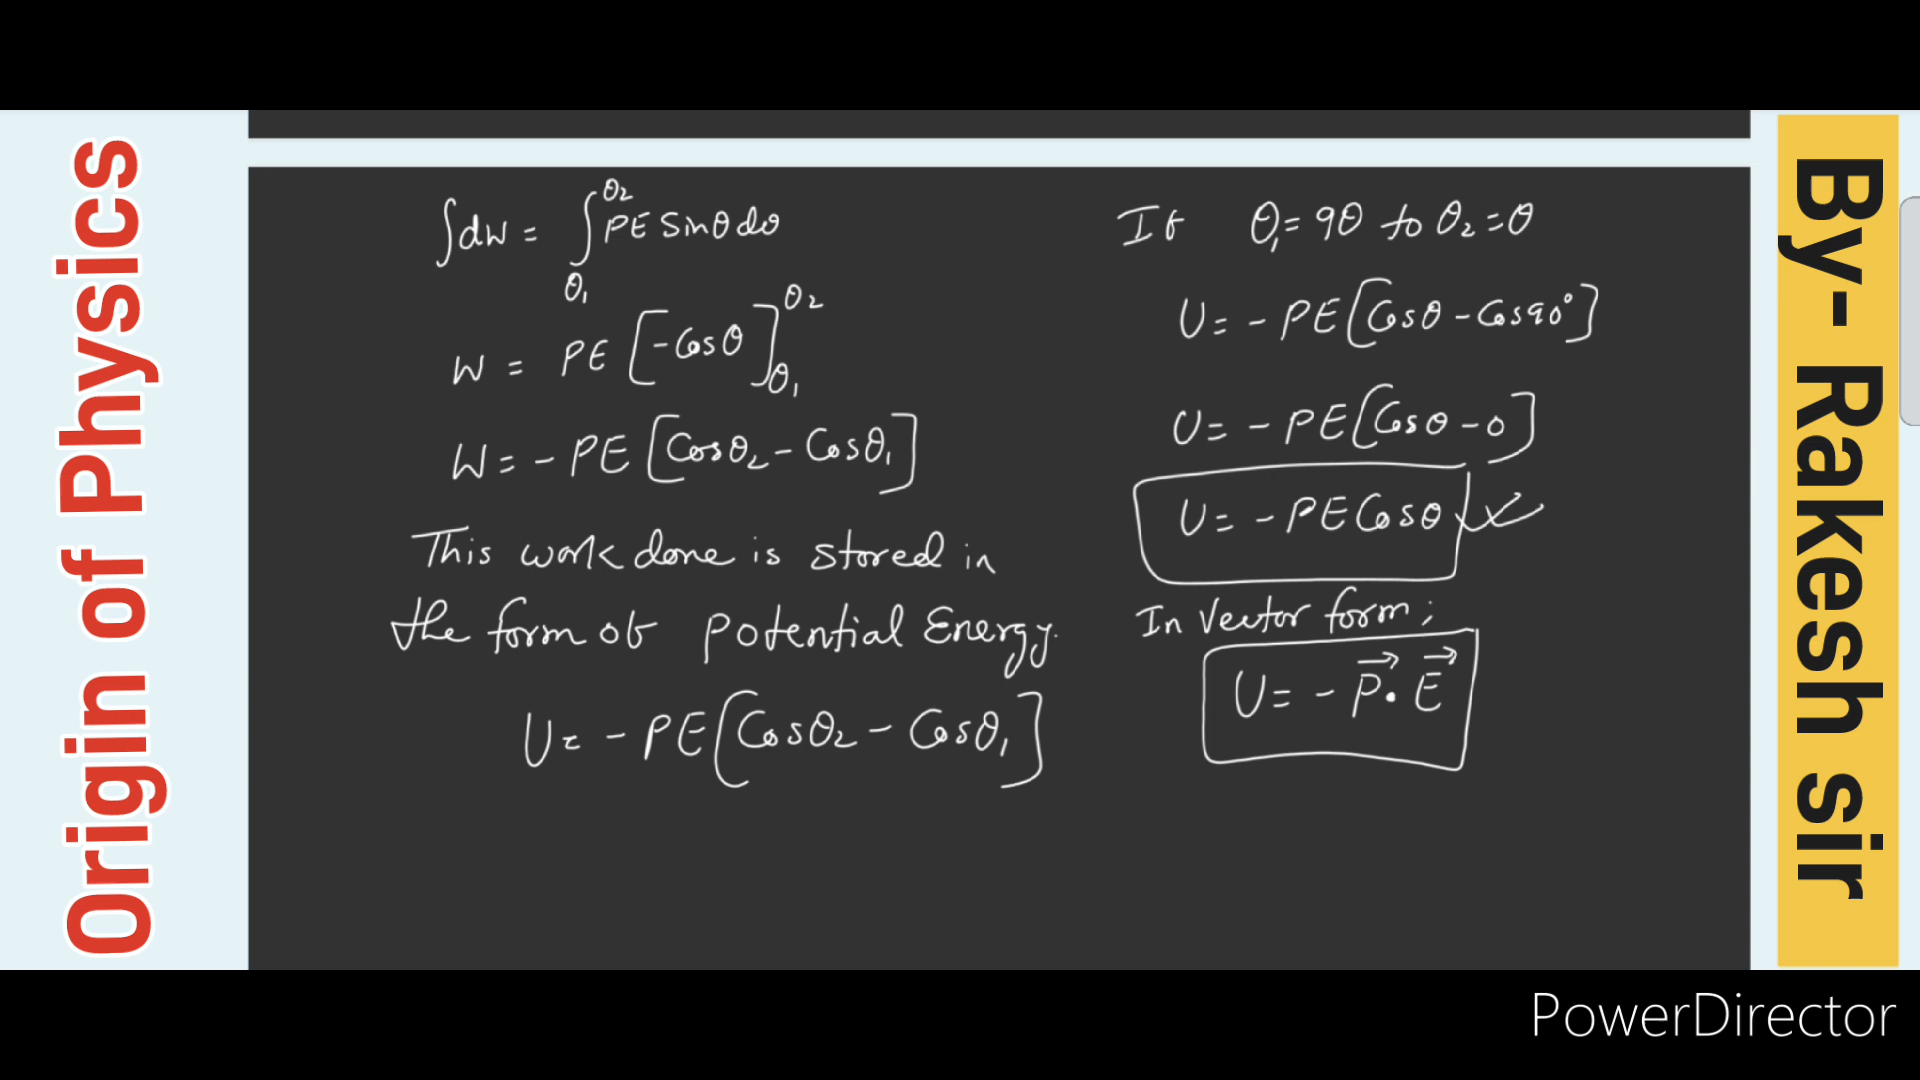 Origin of Physics
∫dW = ∫θ₁^θ₂ PE Sinθ dθ
W = PE [-Cosθ]θ₁^θ₂
W = - PE [Cosθ₂ - Cosθ₁]
This work done is stored in
the form of Potential Energy.
U = - PE [Cosθ₂ - Cosθ₁]
If θ₁ = 90 to θ₂ = θ
U = - PE [Cosθ - Cos90°]
U = - PE [Cosθ - 0]
U = - PE Cosθ
In Vector form;
U = - P⃗ . E⃗
By- Rakesh sir
PowerDirector